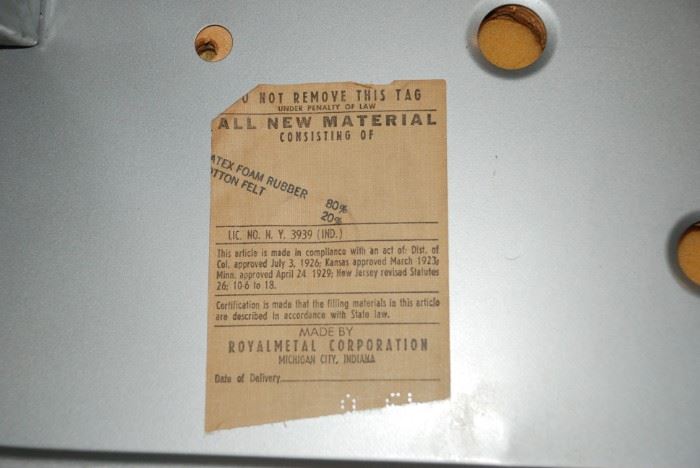 O NOT REMOVE THIS TAG
UNDER PENALTY OF LAW
ALL NEW MATERIAL
CONSISTING OF
ATEX FOAM RUBBER 80%
OTTON FELT 20%
LIC. NO. N. Y. 3939 (IND.)
This article is made in compliance with an act of: Dist. of
Col. approved July 3, 1926; Kansas approved March 1923;
Minn. approved April 24 1929; New Jersey revised Statutes
26; 10-6 to 18.
Certification is made that the filling materials in this article
are described in accordance with State law.
MADE BY
ROYALMETAL CORPORATION
MICHIGAN CITY, INDIANA
Date of Delivery